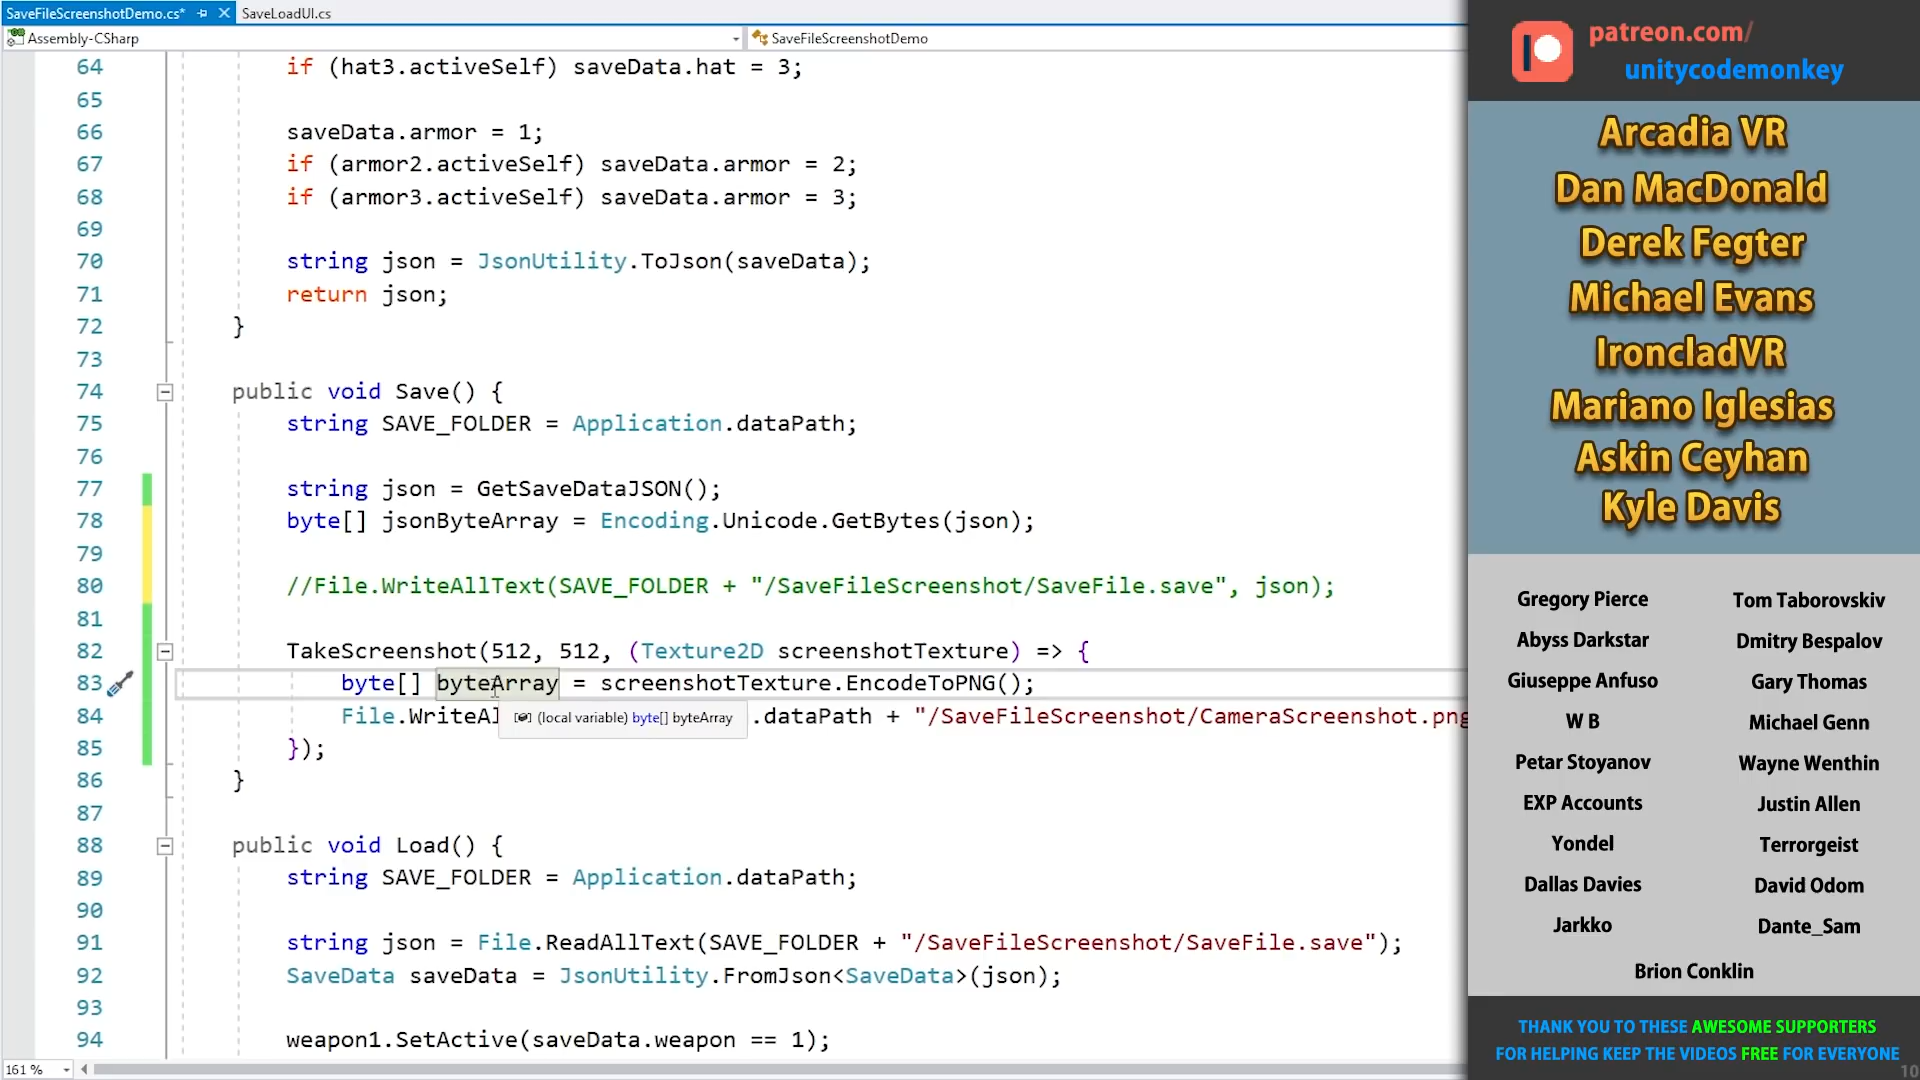 SaveFileScreenshotDemo.cs*
SaveLoadUI.cs
Assembly-CSharp
SaveFileScreenshotDemo
64 if (hat3.activeSelf) saveData.hat = 3;
65
66 saveData.armor = 1;
67 if (armor2.activeSelf) saveData.armor = 2;
68 if (armor3.activeSelf) saveData.armor = 3;
69
70 string json = JsonUtility.ToJson(saveData);
71 return json;
72 }
73
74 public void Save() {
75 string SAVE_FOLDER = Application.dataPath;
76
77 string json = GetSaveDataJSON();
78 byte[] jsonByteArray = Encoding.Unicode.GetBytes(json);
79
80 //File.WriteAllText(SAVE_FOLDER + "/SaveFileScreenshot/SaveFile.save", json);
81
82 TakeScreenshot(512, 512, (Texture2D screenshotTexture) => {
83 byte[] byteArray = screenshotTexture.EncodeToPNG();
84 File.WriteAl .dataPath + "/SaveFileScreenshot/CameraScreenshot.png
(local variable) byte[] byteArray
85 });
86 }
87
88 public void Load() {
89 string SAVE_FOLDER = Application.dataPath;
90
91 string json = File.ReadAllText(SAVE_FOLDER + "/SaveFileScreenshot/SaveFile.save");
92 SaveData saveData = JsonUtility.FromJson<SaveData>(json);
93
94 weapon1.SetActive(saveData.weapon == 1);
161 %
patreon.com/
unitycodemonkey
Arcadia VR
Dan MacDonald
Derek Fegter
Michael Evans
IroncladVR
Mariano Iglesias
Askin Ceyhan
Kyle Davis
Gregory Pierce Tom Taborovskiv
Abyss Darkstar Dmitry Bespalov
Giuseppe Anfuso Gary Thomas
W B Michael Genn
Petar Stoyanov Wayne Wenthin
EXP Accounts Justin Allen
Yondel Terrorgeist
Dallas Davies David Odom
Jarkko Dante_Sam
Brion Conklin
THANK YOU TO THESE AWESOME SUPPORTERS
FOR HELPING KEEP THE VIDEOS FREE FOR EVERYONE
10